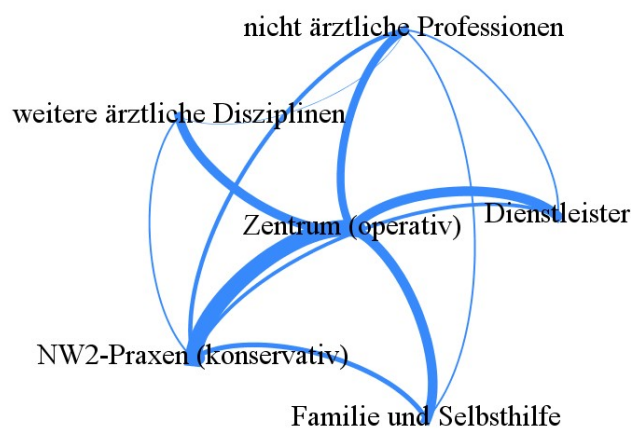 nicht ärztliche Professionen
weitere ärztliche Disziplinen
Dienstleister
Zentrum (operativ)
NW2-Praxen (konservativ)
Familie und Selbsthilfe